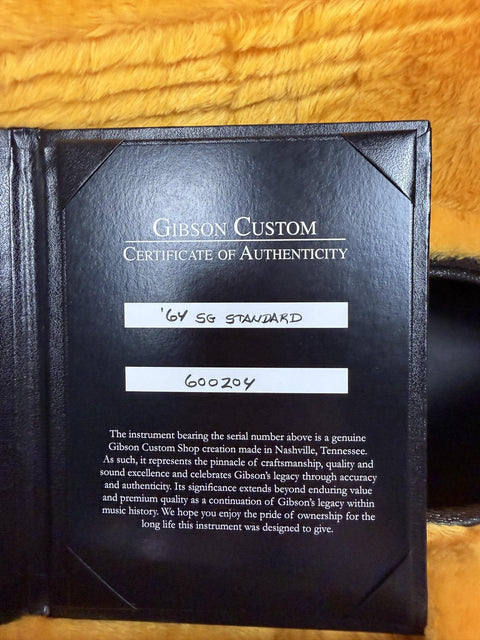 GIBSON CUSTOM
CERTIFICATE OF AUTHENTICITY
'64 SG STANDARD
600204
The instrument bearing the serial number above is a genuine
Gibson Custom Shop creation made in Nashville, Tennessee.
As such, it represents the pinnacle of craftsmanship, quality and
sound excellence and celebrates Gibson's legacy through accuracy
and authenticity. Its significance extends beyond enduring value
and premium quality as a continuation of Gibson's legacy within
music history. We hope you enjoy the pride of ownership for the
long life this instrument was designed to give.